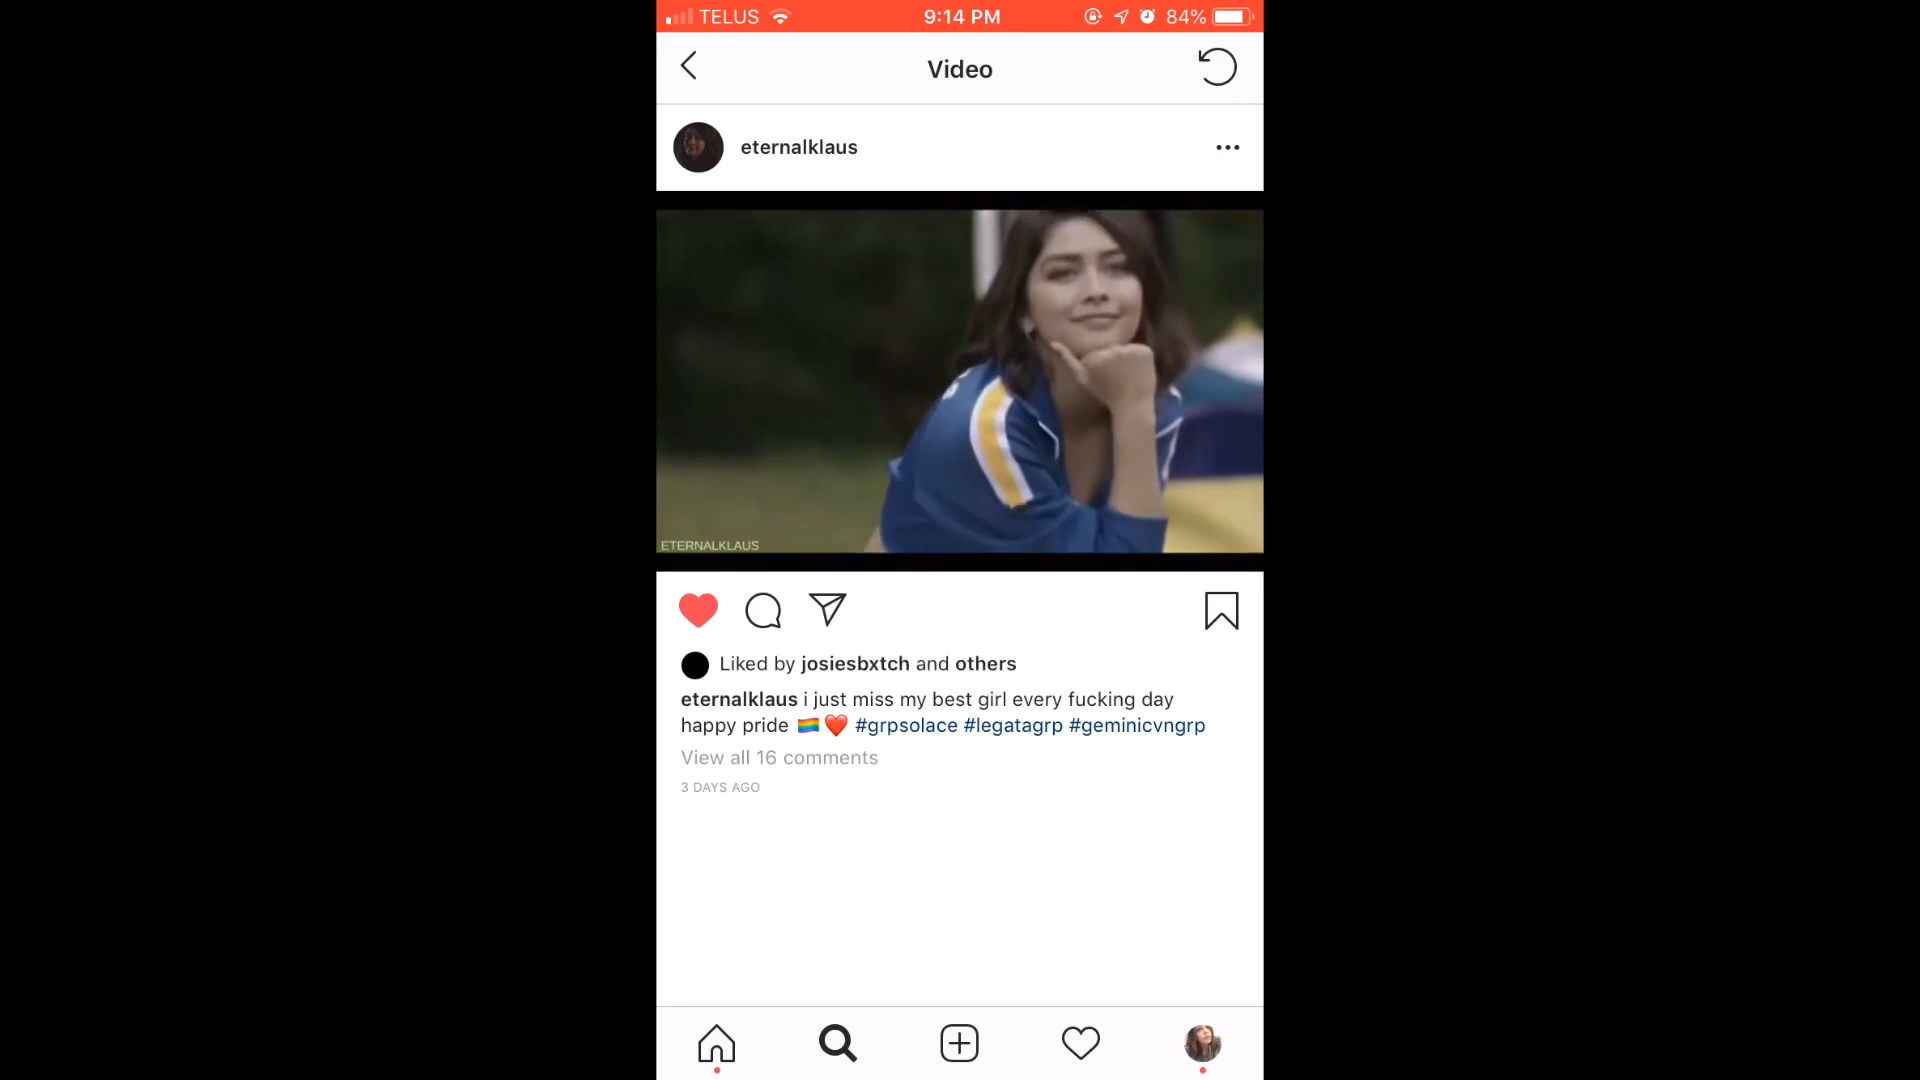 TELUS 9:14 PM 84%
Video
eternalklaus
ETERNALKLAUS
Liked by josiesbxtch and others
eternalklaus i just miss my best girl every fucking day
happy pride 🏳️‍🌈❤️ #grpsolace #legatagrp #geminicvngrp
View all 16 comments
3 DAYS AGO